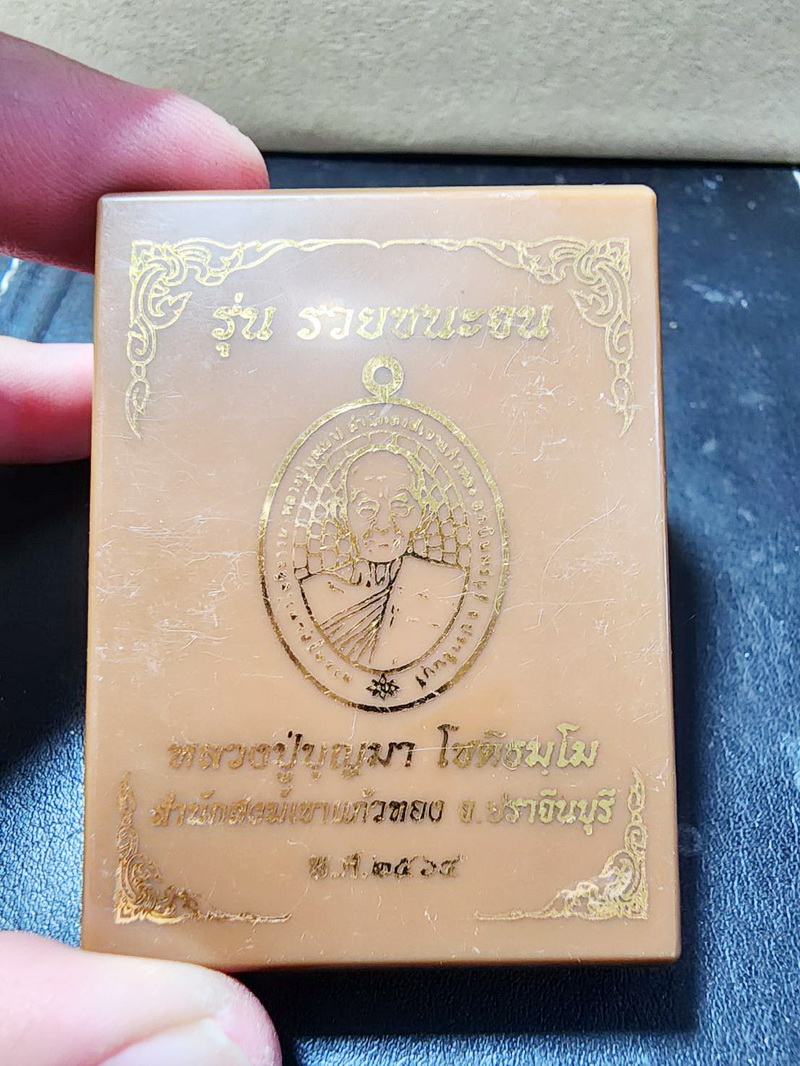 รุ่น รวยชนะจน
หลวงปู่บุญมา โชติธมฺโม
สำนักสงฆ์เขาแก้วทอง จ.ปราจีนบุรี
พ.ศ.๒๕๖๔